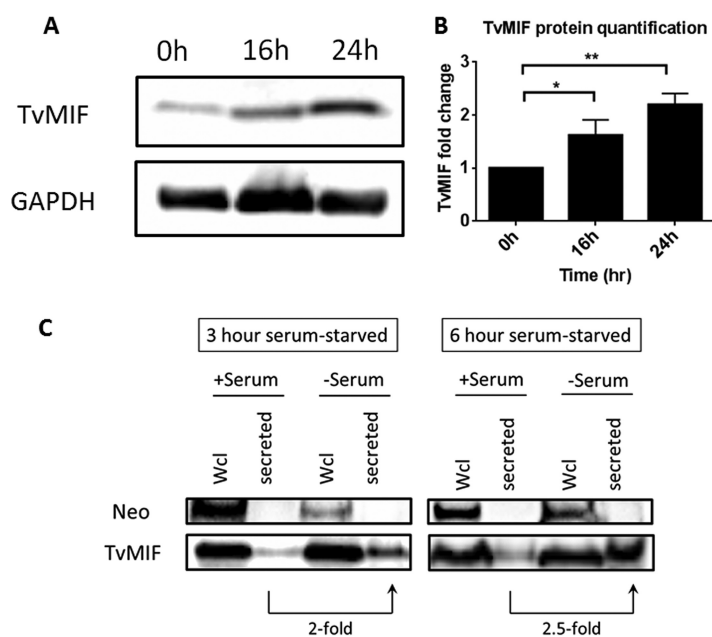 A
0h 16h 24h
TvMIF
GAPDH
B
TvMIF protein quantification
TvMIF fold change
3
2
1
0
*
**
0h 16h 24h
Time (hr)
C
3 hour serum-starved 6 hour serum-starved
+Serum -Serum +Serum -Serum
Wcl secreted Wcl secreted Wcl secreted Wcl secreted
Neo
TvMIF
2-fold 2.5-fold